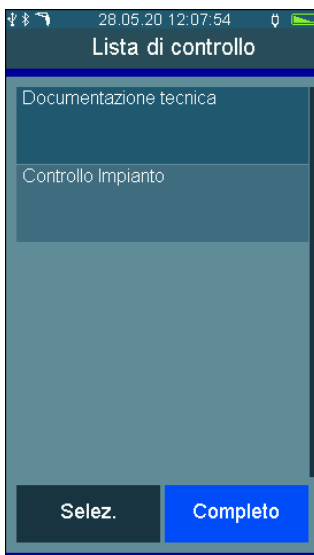 28.05.20 12:07:54
Lista di controllo
Documentazione tecnica
Controllo Impianto
Selez.
Completo